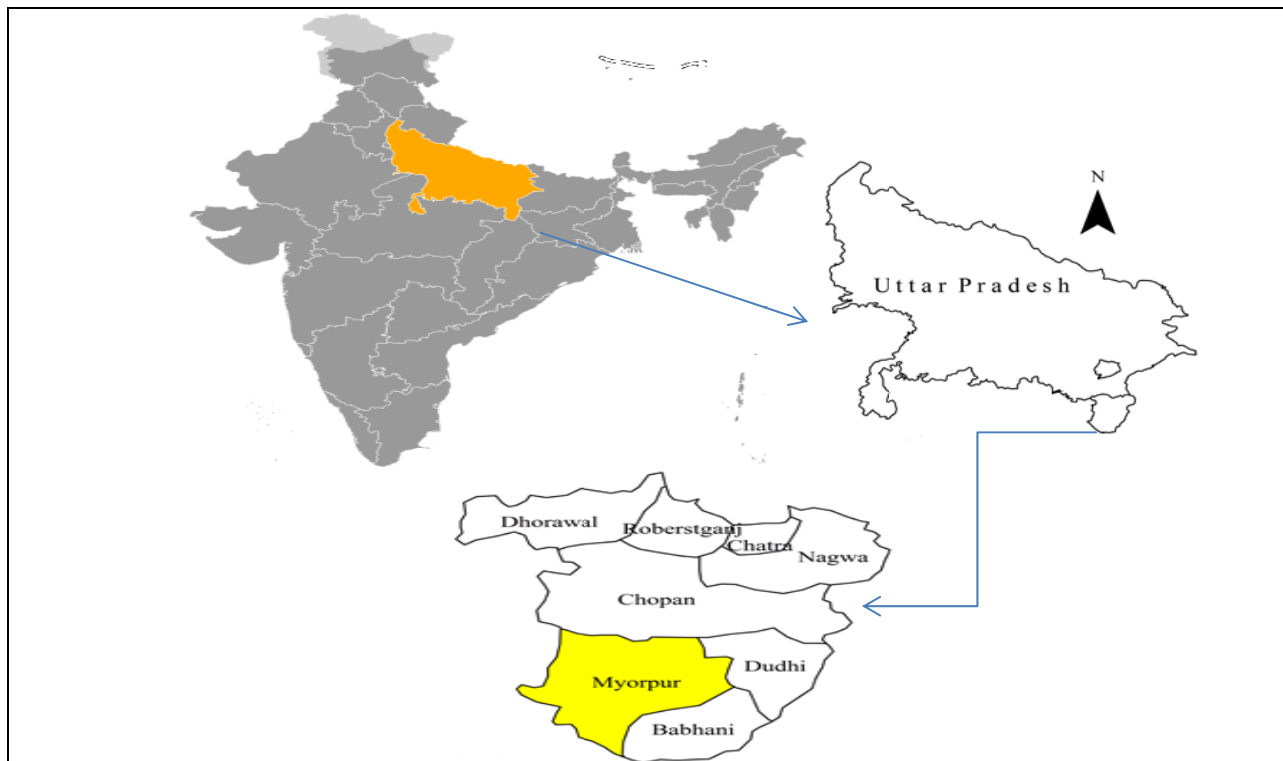 N
Uttar Pradesh
Dhorawal
Roberstganj
Chatra
Nagwa
Chopan
Dudhi
Myorpur
Babhani